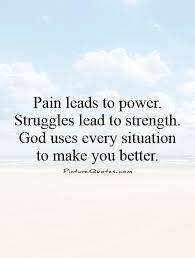 Pain leads to power.
Struggles lead to strength.
God uses every situation
to make you better.
PictureQuotes.com